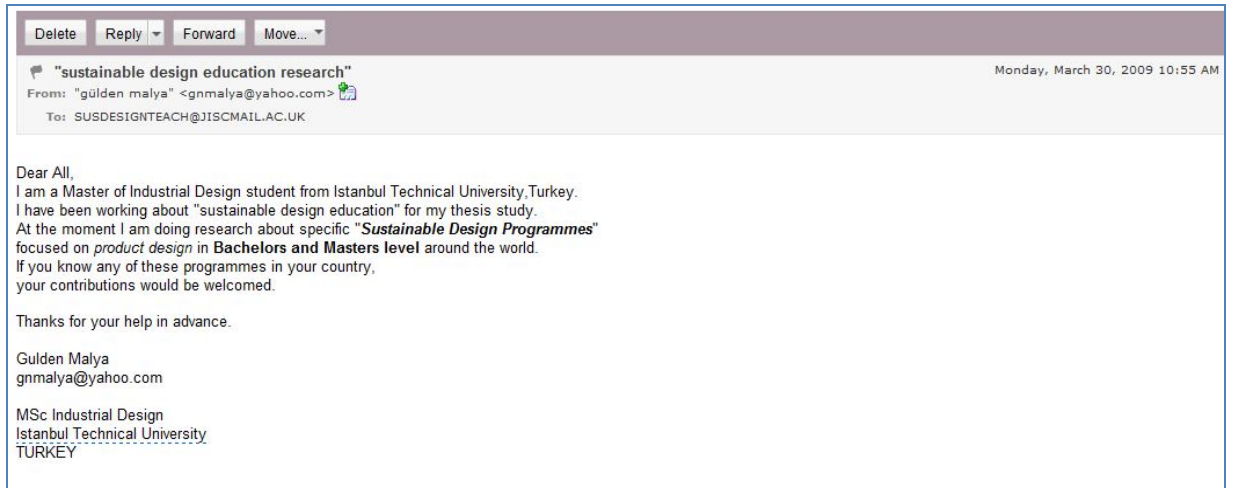 Delete Reply Forward Move...
"sustainable design education research" Monday, March 30, 2009 10:55 AM
From: "gülden malya" <gnmalya@yahoo.com>
To: SUSDESIGNTEACH@JISCMAIL.AC.UK
Dear All,
I am a Master of Industrial Design student from Istanbul Technical University,Turkey.
I have been working about "sustainable design education" for my thesis study.
At the moment I am doing research about specific "Sustainable Design Programmes"
focused on product design in Bachelors and Masters level around the world.
If you know any of these programmes in your country,
your contributions would be welcomed.
Thanks for your help in advance.
Gulden Malya
gnmalya@yahoo.com
MSc Industrial Design
Istanbul Technical University
TURKEY